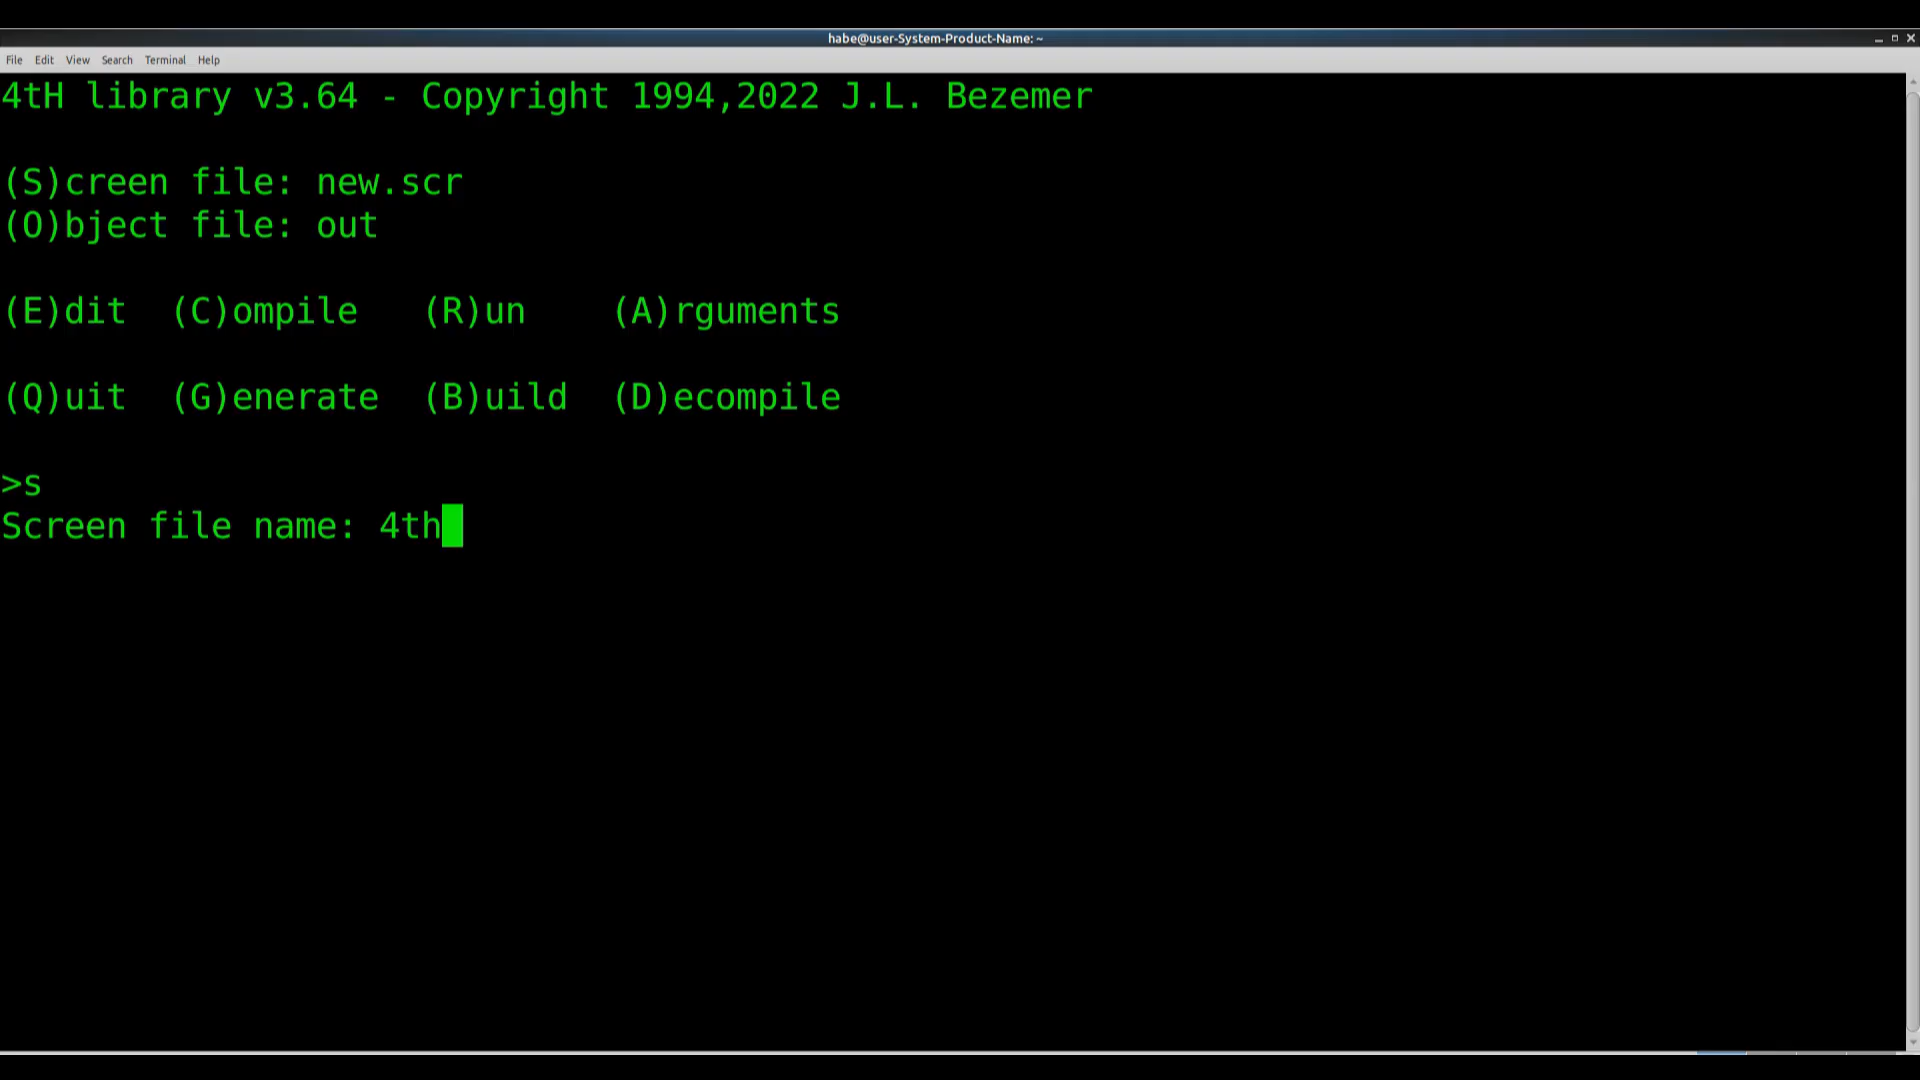 habe@user-System-Product-Name: ~
File Edit View Search Terminal Help
4tH library v3.64 - Copyright 1994,2022 J.L. Bezemer
(S)creen file: new.scr
(O)bject file: out
(E)dit (C)ompile (R)un (A)rguments
(Q)uit (G)enerate (B)uild (D)ecompile
>s
Screen file name: 4th